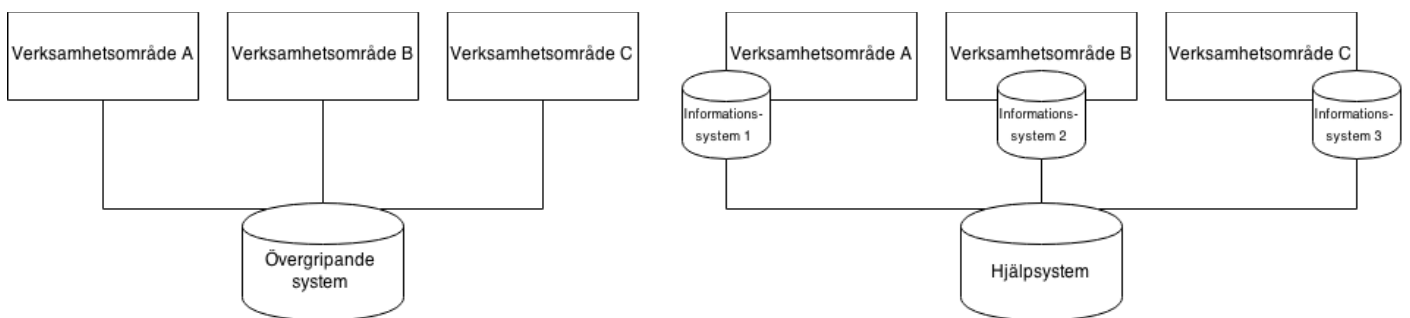 Verksamhetsområde A
Verksamhetsområde B
Verksamhetsområde C
Övergripande
system
Verksamhetsområde A
Verksamhetsområde B
Verksamhetsområde C
Informations-
system 1
Informations-
system 2
Informations-
system 3
Hjälpsystem